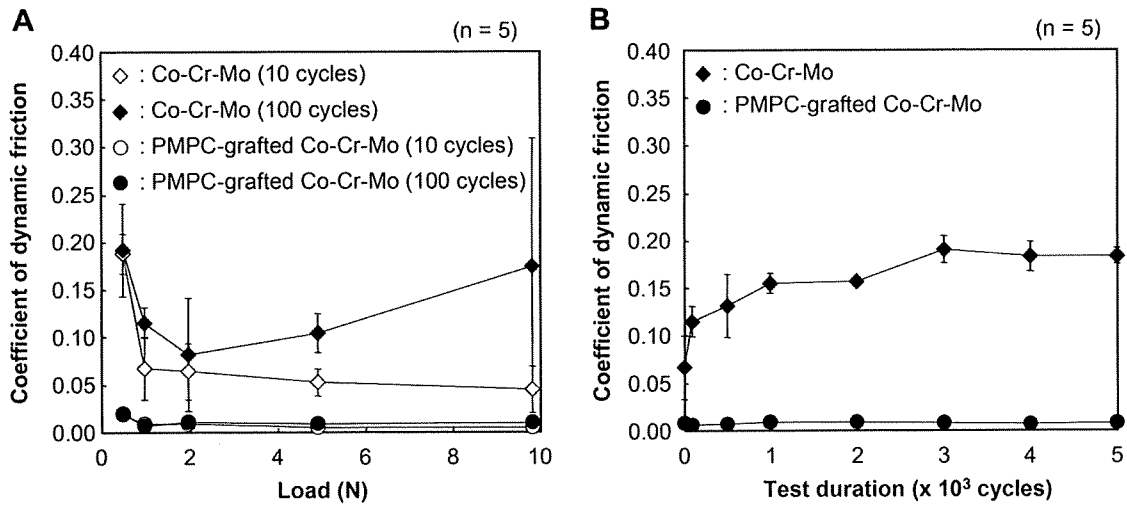 A
(n = 5)
0.40
0.35
0.30
0.25
0.20
0.15
0.10
0.05
0.00
Coefficient of dynamic friction
: Co-Cr-Mo (10 cycles)
: Co-Cr-Mo (100 cycles)
: PMPC-grafted Co-Cr-Mo (10 cycles)
: PMPC-grafted Co-Cr-Mo (100 cycles)
0 2 4 6 8 10
Load (N)
B
(n = 5)
0.40
0.35
0.30
0.25
0.20
0.15
0.10
0.05
0.00
Coefficient of dynamic friction
: Co-Cr-Mo
: PMPC-grafted Co-Cr-Mo
0 1 2 3 4 5
Test duration (x 10³ cycles)